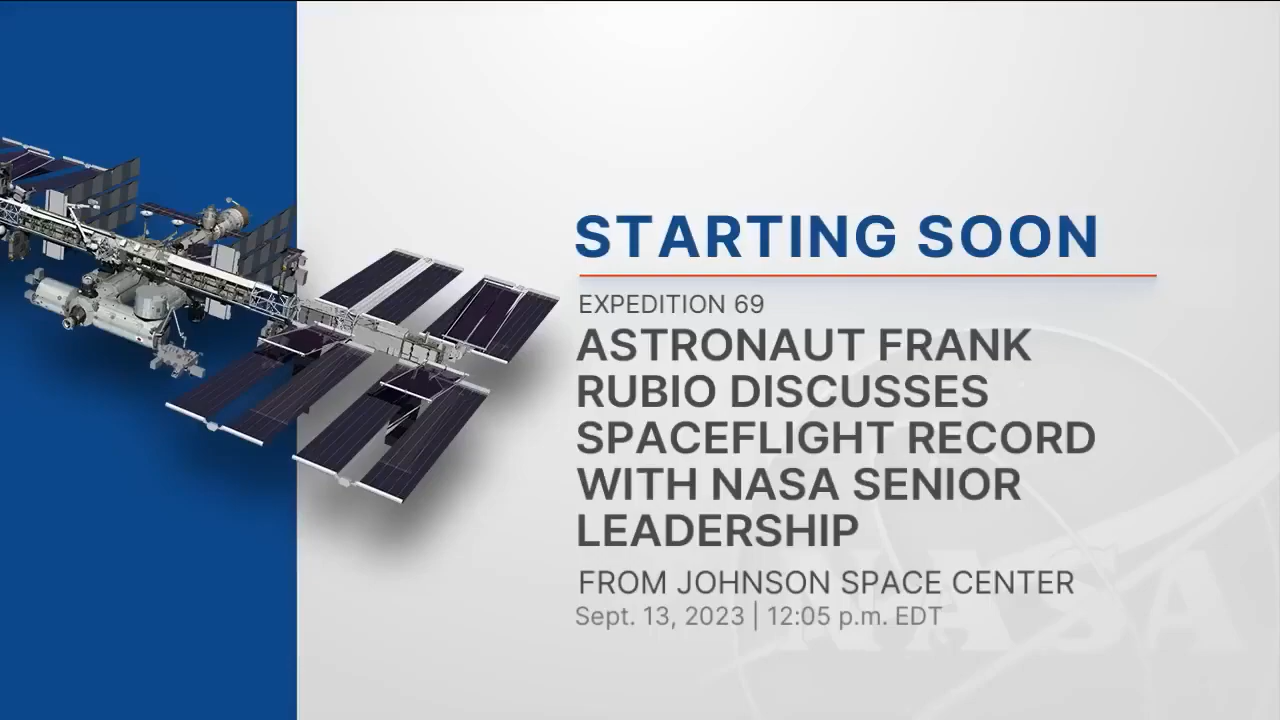 STARTING SOON
EXPEDITION 69
ASTRONAUT FRANK
RUBIO DISCUSSES
SPACEFLIGHT RECORD
WITH NASA SENIOR
LEADERSHIP
FROM JOHNSON SPACE CENTER
Sept. 13, 2023 | 12:05 p.m. EDT
NASA